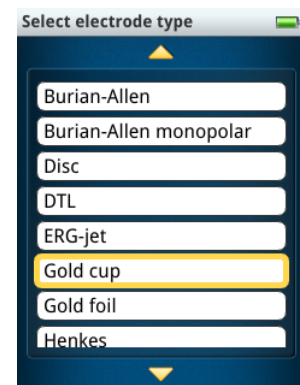 Select electrode type
Burian-Allen
Burian-Allen monopolar
Disc
DTL
ERG-jet
Gold cup
Gold foil
Henkes